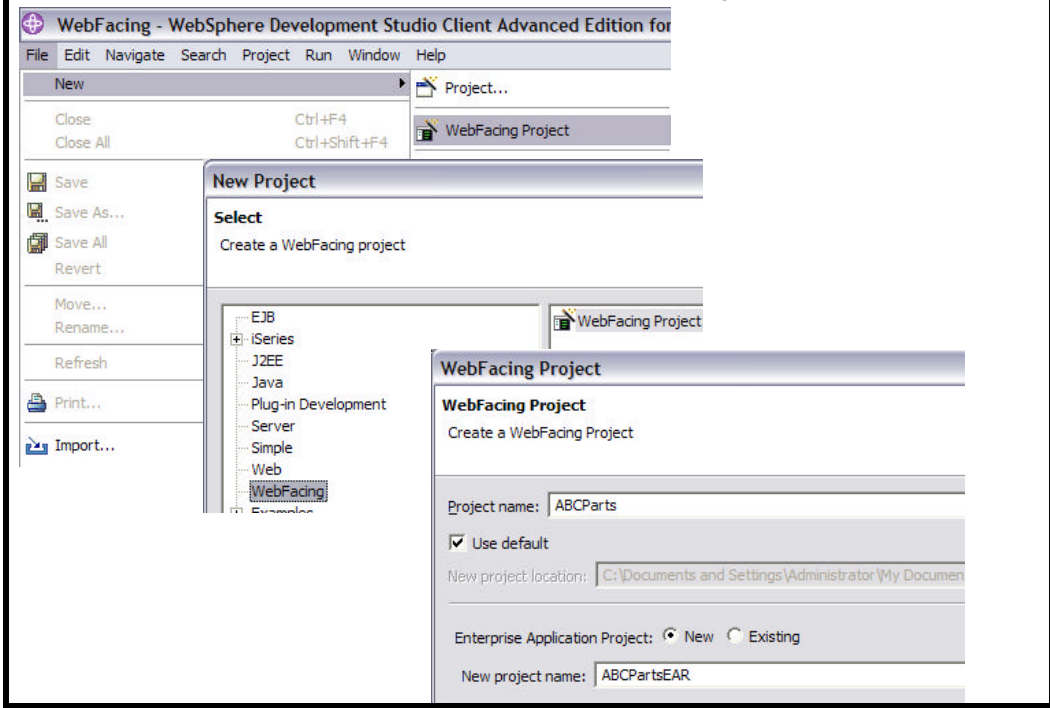 WebFacing - WebSphere Development Studio Client Advanced Edition for
File Edit Navigate Search Project Run Window Help
New
Project...
Close Ctrl+F4
WebFacing Project
Close All Ctrl+Shift+F4
Save
Save As...
Save All
Revert
Move...
Rename...
Refresh
Print...
Import...
New Project
Select
Create a WebFacing project
EJB
iSeries
J2EE
Java
Plug-in Development
Server
Simple
Web
WebFacing
Examples
WebFacing Project
WebFacing Project
WebFacing Project
Create a WebFacing Project
Project name: ABCParts
Use default
New project location: C:\Documents and Settings\Administrator\My Documen
Enterprise Application Project: New Existing
New project name: ABCPartsEAR